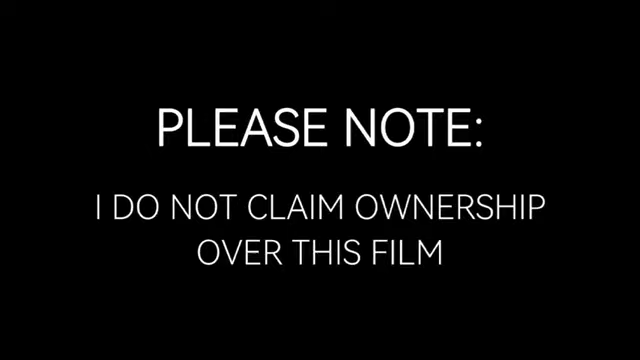 PLEASE NOTE:
I DO NOT CLAIM OWNERSHIP
OVER THIS FILM